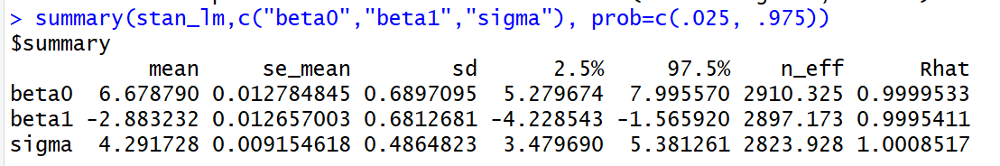 > summary(stan_lm,c("beta0","beta1","sigma"), prob=c(.025, .975))
$summary
mean se_mean sd 2.5% 97.5% n_eff Rhat
beta0 6.678790 0.012784845 0.6897095 5.279674 7.995570 2910.325 0.9999533
beta1 -2.883232 0.012657003 0.6812681 -4.228543 -1.565920 2897.173 0.9995411
sigma 4.291728 0.009154618 0.4864823 3.479690 5.381261 2823.928 1.0008517